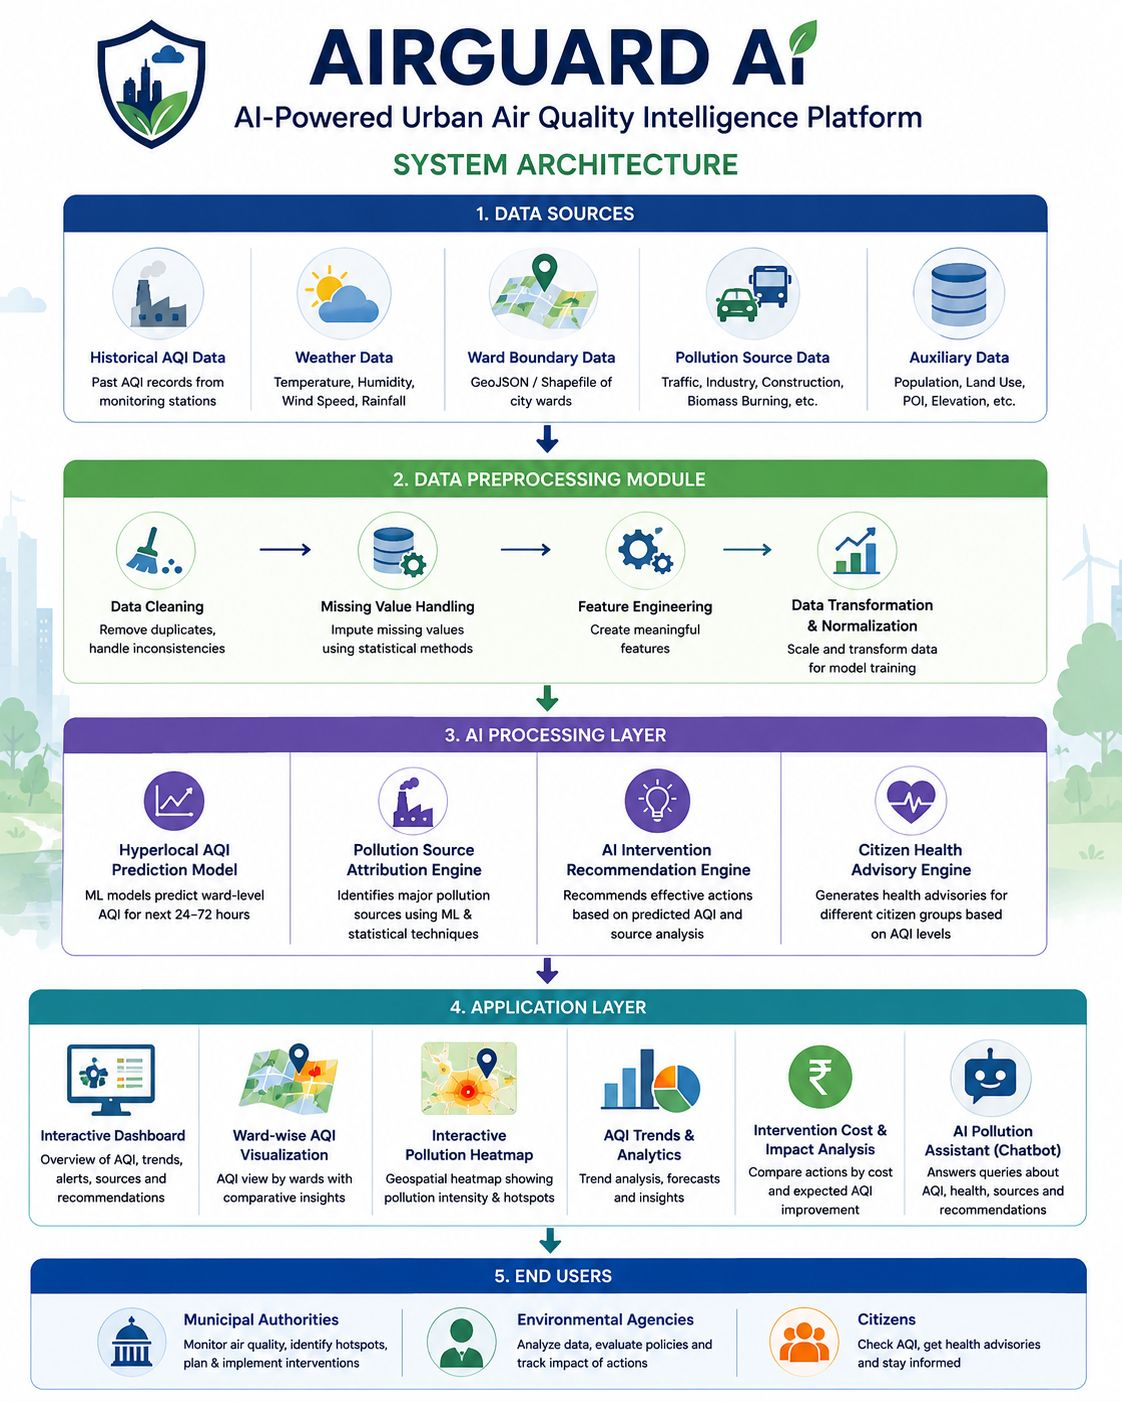 AIRGUARD Ai
AI-Powered Urban Air Quality Intelligence Platform
SYSTEM ARCHITECTURE
1. DATA SOURCES
Historical AQI Data
Past AQI records from
monitoring stations
Weather Data
Temperature, Humidity,
Wind Speed, Rainfall
Ward Boundary Data
GeoJSON / Shapefile of
city wards
Pollution Source Data
Traffic, Industry, Construction,
Biomass Burning, etc.
Auxiliary Data
Population, Land Use,
POI, Elevation, etc.
2. DATA PREPROCESSING MODULE
Data Cleaning
Remove duplicates,
handle inconsistencies
Missing Value Handling
Impute missing values
using statistical methods
Feature Engineering
Create meaningful
features
Data Transformation
& Normalization
Scale and transform data
for model training
3. AI PROCESSING LAYER
Hyperlocal AQI
Prediction Model
ML models predict ward-level
AQI for next 24–72 hours
Pollution Source
Attribution Engine
Identifies major pollution
sources using ML &
statistical techniques
AI Intervention
Recommendation Engine
Recommends effective actions
based on predicted AQI and
source analysis
Citizen Health
Advisory Engine
Generates health advisories for
different citizen groups based
on AQI levels
4. APPLICATION LAYER
Interactive Dashboard
Overview of AQI, trends,
alerts, sources and
recommendations
Ward-wise AQI
Visualization
AQI view by wards with
comparative insights
Interactive
Pollution Heatmap
Geospatial heatmap showing
pollution intensity & hotspots
AQI Trends &
Analytics
Trend analysis, forecasts
and insights
₹
Intervention Cost &
Impact Analysis
Compare actions by cost
and expected AQI
improvement
AI Pollution
Assistant (Chatbot)
Answers queries about
AQI, health, sources and
recommendations
5. END USERS
Municipal Authorities
Monitor air quality, identify hotspots,
plan & implement interventions
Environmental Agencies
Analyze data, evaluate policies and
track impact of actions
Citizens
Check AQI, get health advisories
and stay informed